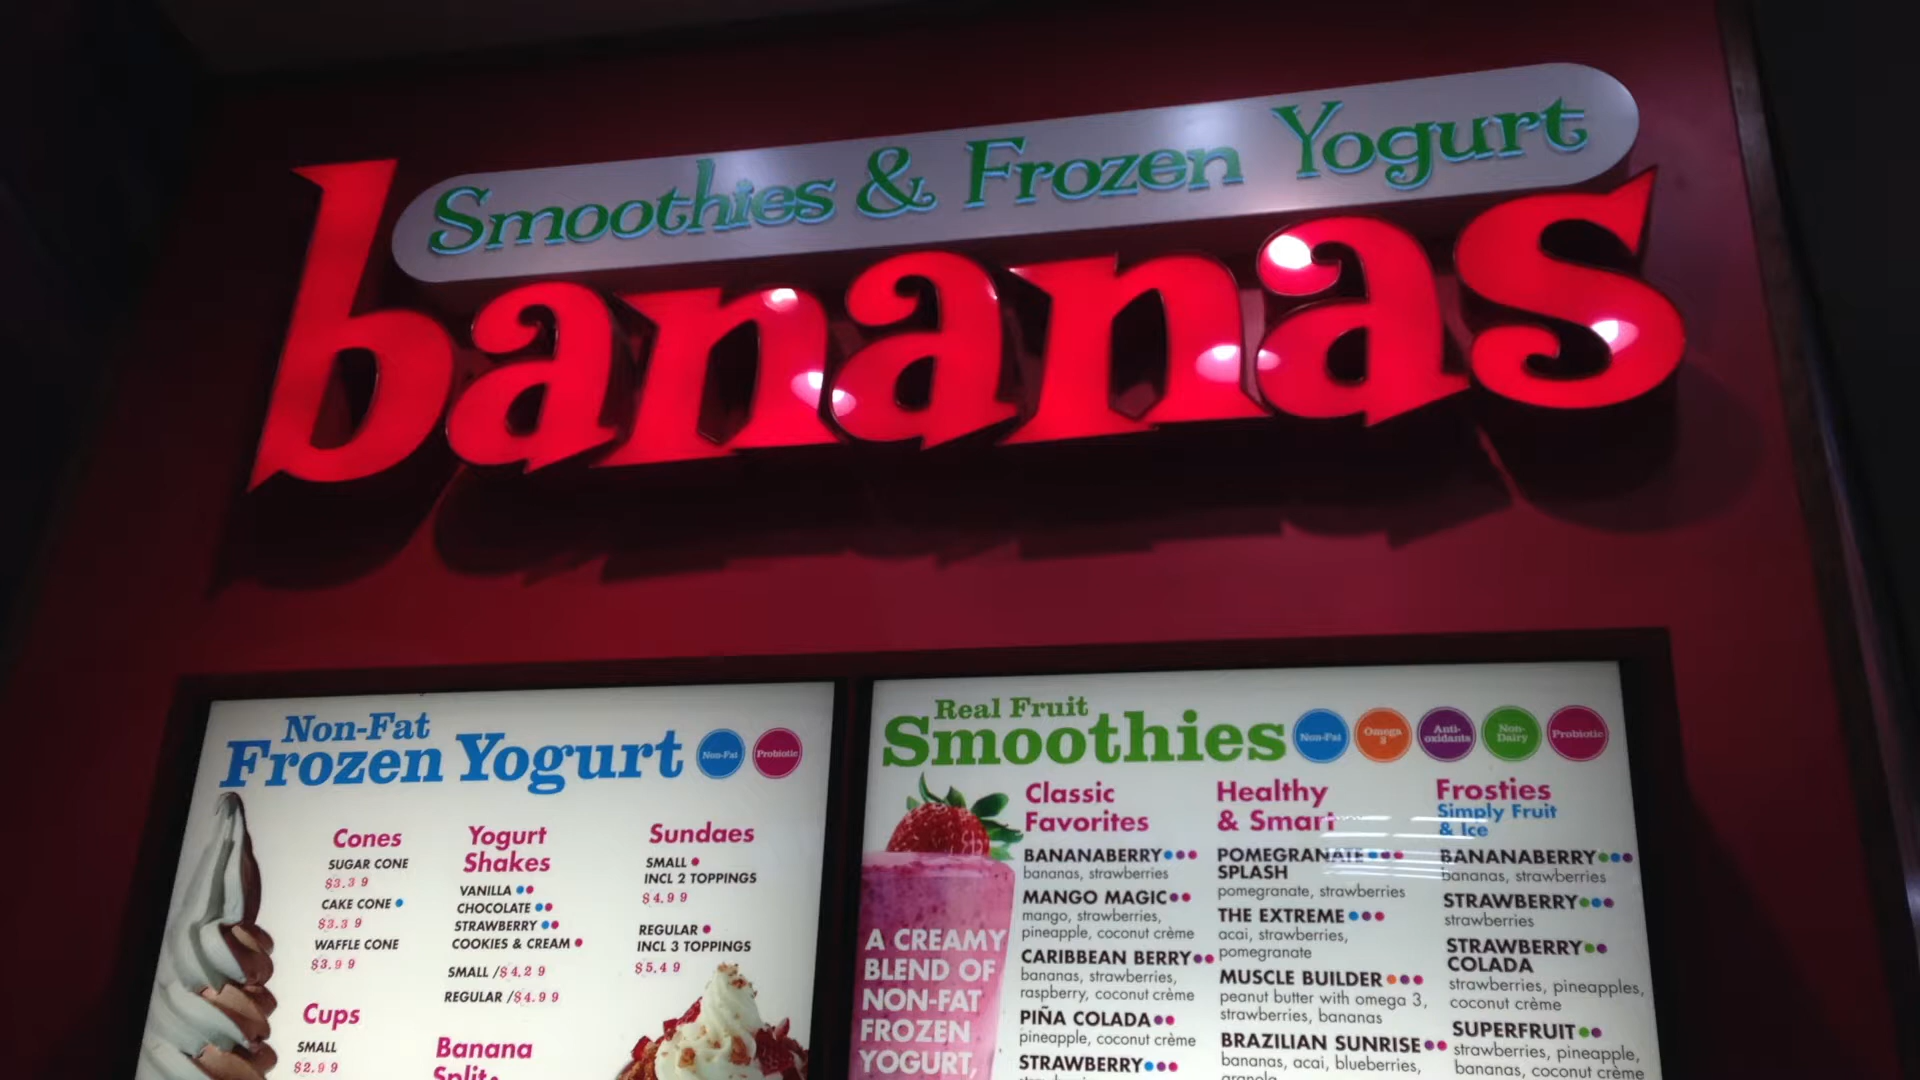 Smoothies & Frozen Yogurt
bananas
Non-Fat
Frozen Yogurt
Non-Fat
Probiotic
Cones
SUGAR CONE
$3.39
CAKE CONE
$3.39
WAFFLE CONE
$3.99
Cups
SMALL
$2.99
Yogurt
Shakes
VANILLA
CHOCOLATE
STRAWBERRY
COOKIES & CREAM
SMALL /$4.29
REGULAR /$4.99
Banana
Split
Sundaes
SMALL
INCL 2 TOPPINGS
$4.99
REGULAR
INCL 3 TOPPINGS
$5.49
Real Fruit
Smoothies
Non-Fat
Omega
3
Anti-
oxidants
Non-
Dairy
Probiotic
A CREAMY
BLEND OF
NON-FAT
FROZEN
YOGURT,
Classic
Favorites
BANANABERRY
bananas, strawberries
MANGO MAGIC
mango, strawberries,
pineapple, coconut crème
CARIBBEAN BERRY
bananas, strawberries,
raspberry, coconut crème
PIÑA COLADA
pineapple, coconut crème
STRAWBERRY
Healthy
& Smart
POMEGRANATE
SPLASH
pomegranate, strawberries
THE EXTREME
acai, strawberries,
pomegranate
MUSCLE BUILDER
peanut butter with omega 3,
strawberries, bananas
BRAZILIAN SUNRISE
bananas, acai, blueberries,
granola
Frosties
Simply Fruit
& Ice
BANANABERRY
bananas, strawberries
STRAWBERRY
strawberries
STRAWBERRY
COLADA
strawberries, pineapples,
coconut crème
SUPERFRUIT
strawberries, pineapple,
bananas, coconut crème